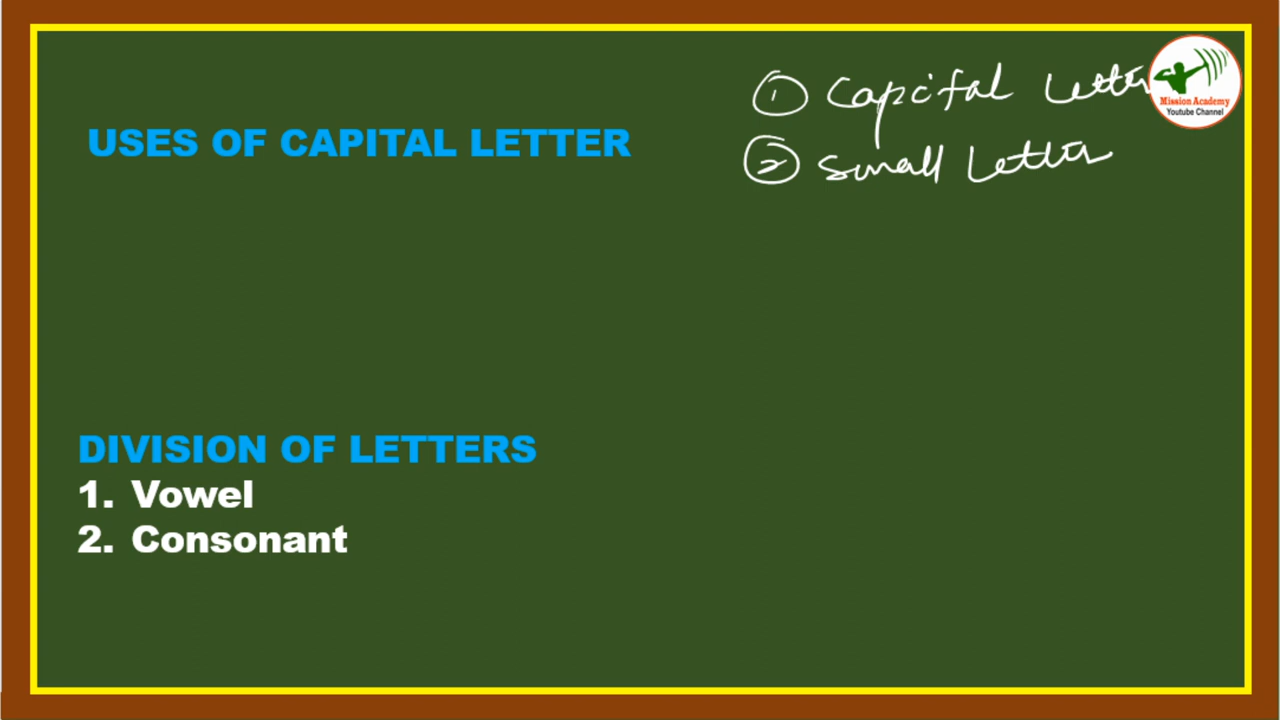 ① Capital Letter
USES OF CAPITAL LETTER
② Small Letter
Mission Academy
Youtube Channel
DIVISION OF LETTERS
1. Vowel
2. Consonant